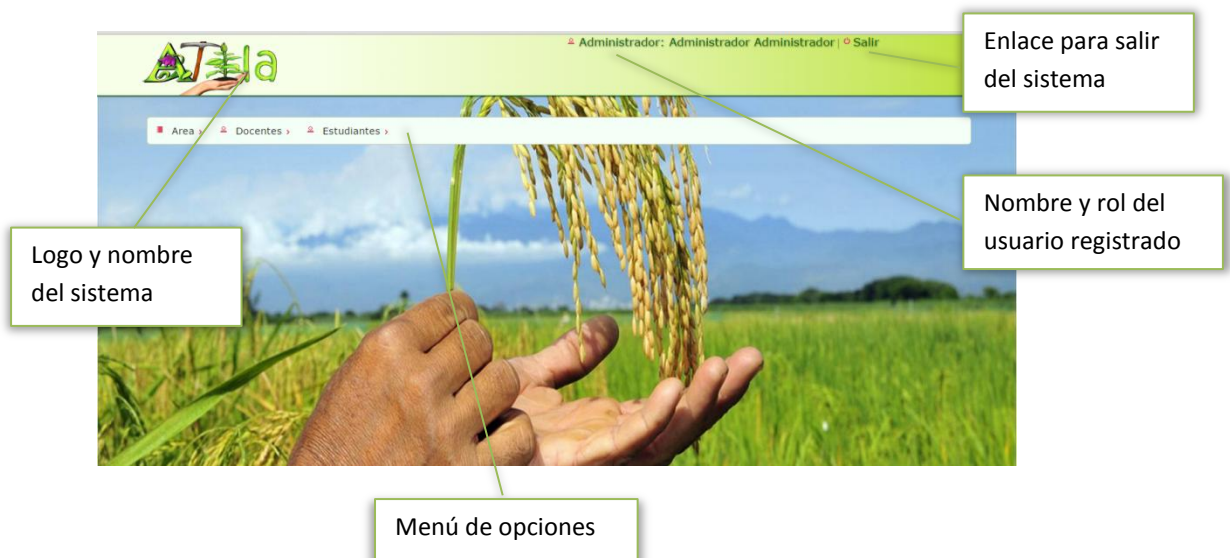 ATila
Administrador: Administrador Administrador | Salir
Enlace para salir
del sistema
Area › Docentes › Estudiantes ›
Nombre y rol del
usuario registrado
Logo y nombre
del sistema
Menú de opciones